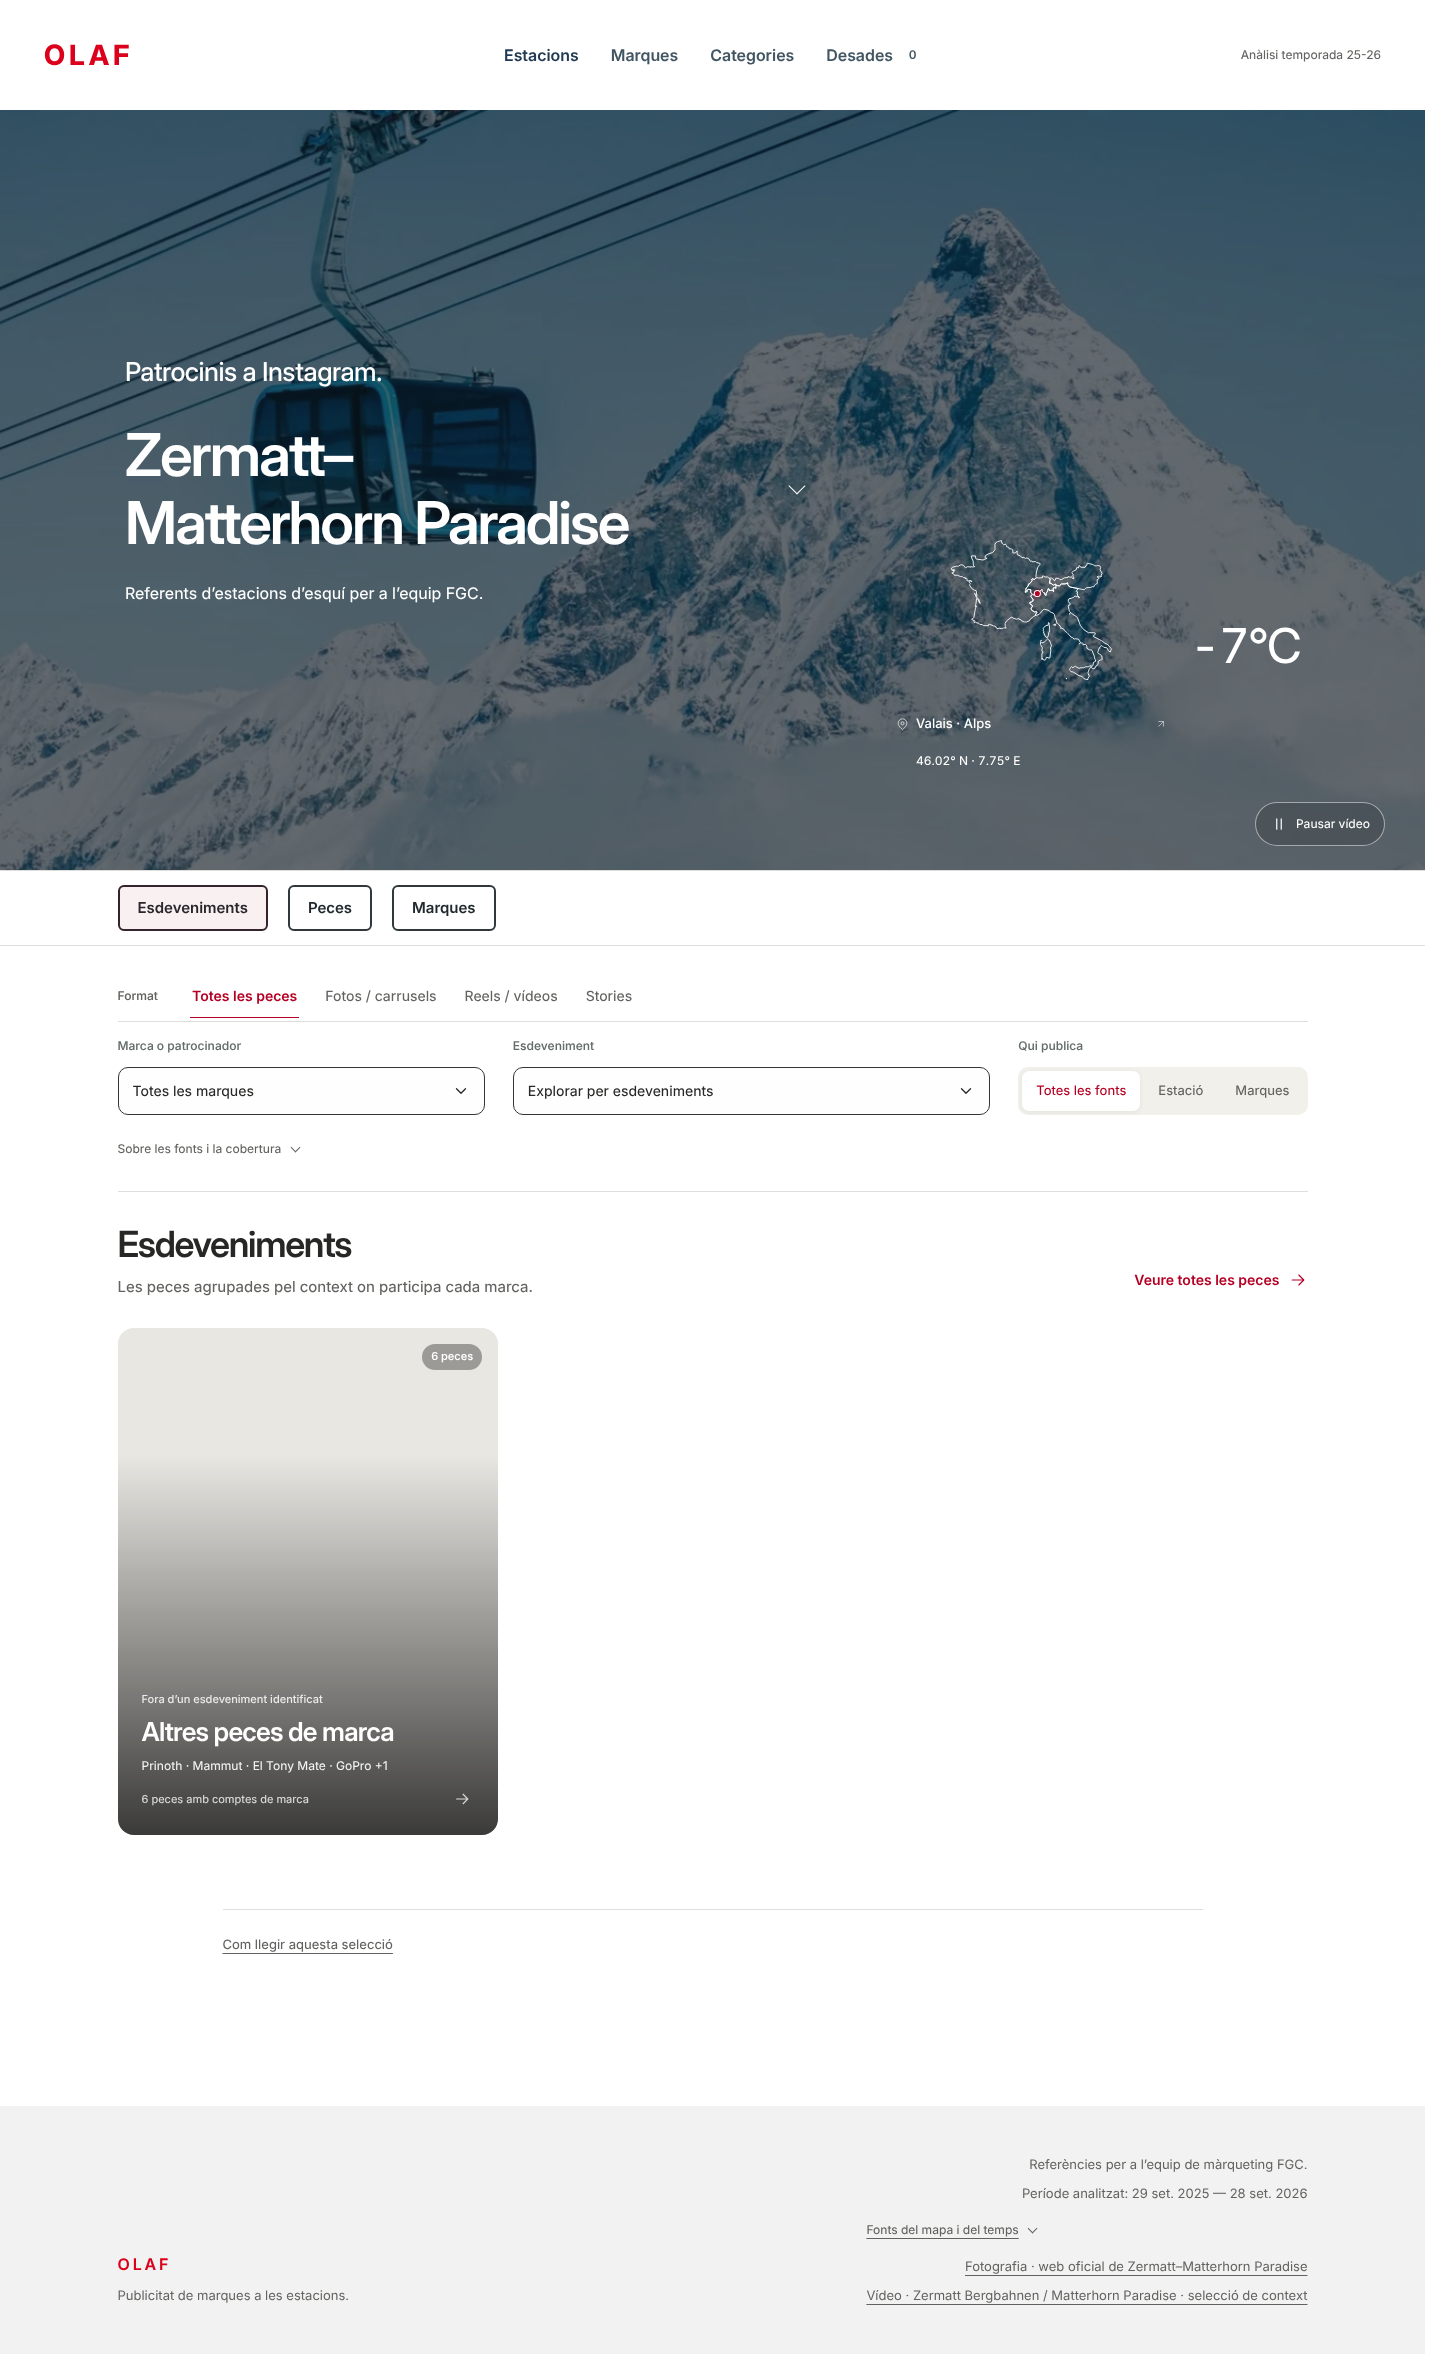 OLAF
Estacions
Marques
Categories
Desades 0
Anàlisi temporada 25-26
Patrocinis a Instagram.
Zermatt–
Matterhorn Paradise
Referents d’estacions d’esquí per a l’equip FGC.
-7°C
Valais · Alps
46.02° N · 7.75° E
Pausar vídeo
Esdeveniments
Peces
Marques
Format
Totes les peces
Fotos / carrusels
Reels / vídeos
Stories
Marca o patrocinador
Totes les marques
Esdeveniment
Explorar per esdeveniments
Qui publica
Totes les fonts
Estació
Marques
Sobre les fonts i la cobertura
Esdeveniments
Les peces agrupades pel context on participa cada marca.
Veure totes les peces
6 peces
Fora d’un esdeveniment identificat
Altres peces de marca
Prinoth · Mammut · El Tony Mate · GoPro +1
6 peces amb comptes de marca
Com llegir aquesta selecció
OLAF
Publicitat de marques a les estacions.
Referències per a l’equip de màrqueting FGC.
Període analitzat: 29 set. 2025 — 28 set. 2026
Fonts del mapa i del temps
Fotografia · web oficial de Zermatt–Matterhorn Paradise
Vídeo · Zermatt Bergbahnen / Matterhorn Paradise · selecció de context